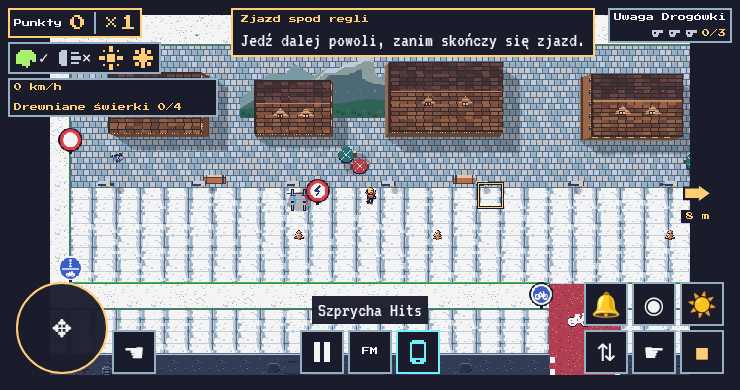 Punkty 0 ×1
Zjazd spod regli
Jedź dalej powoli, zanim skończy się zjazd.
Uwaga Drogówki
0/3
0 km/h
Drewniane świerki 0/4
8 m
Szprycha Hits
FM